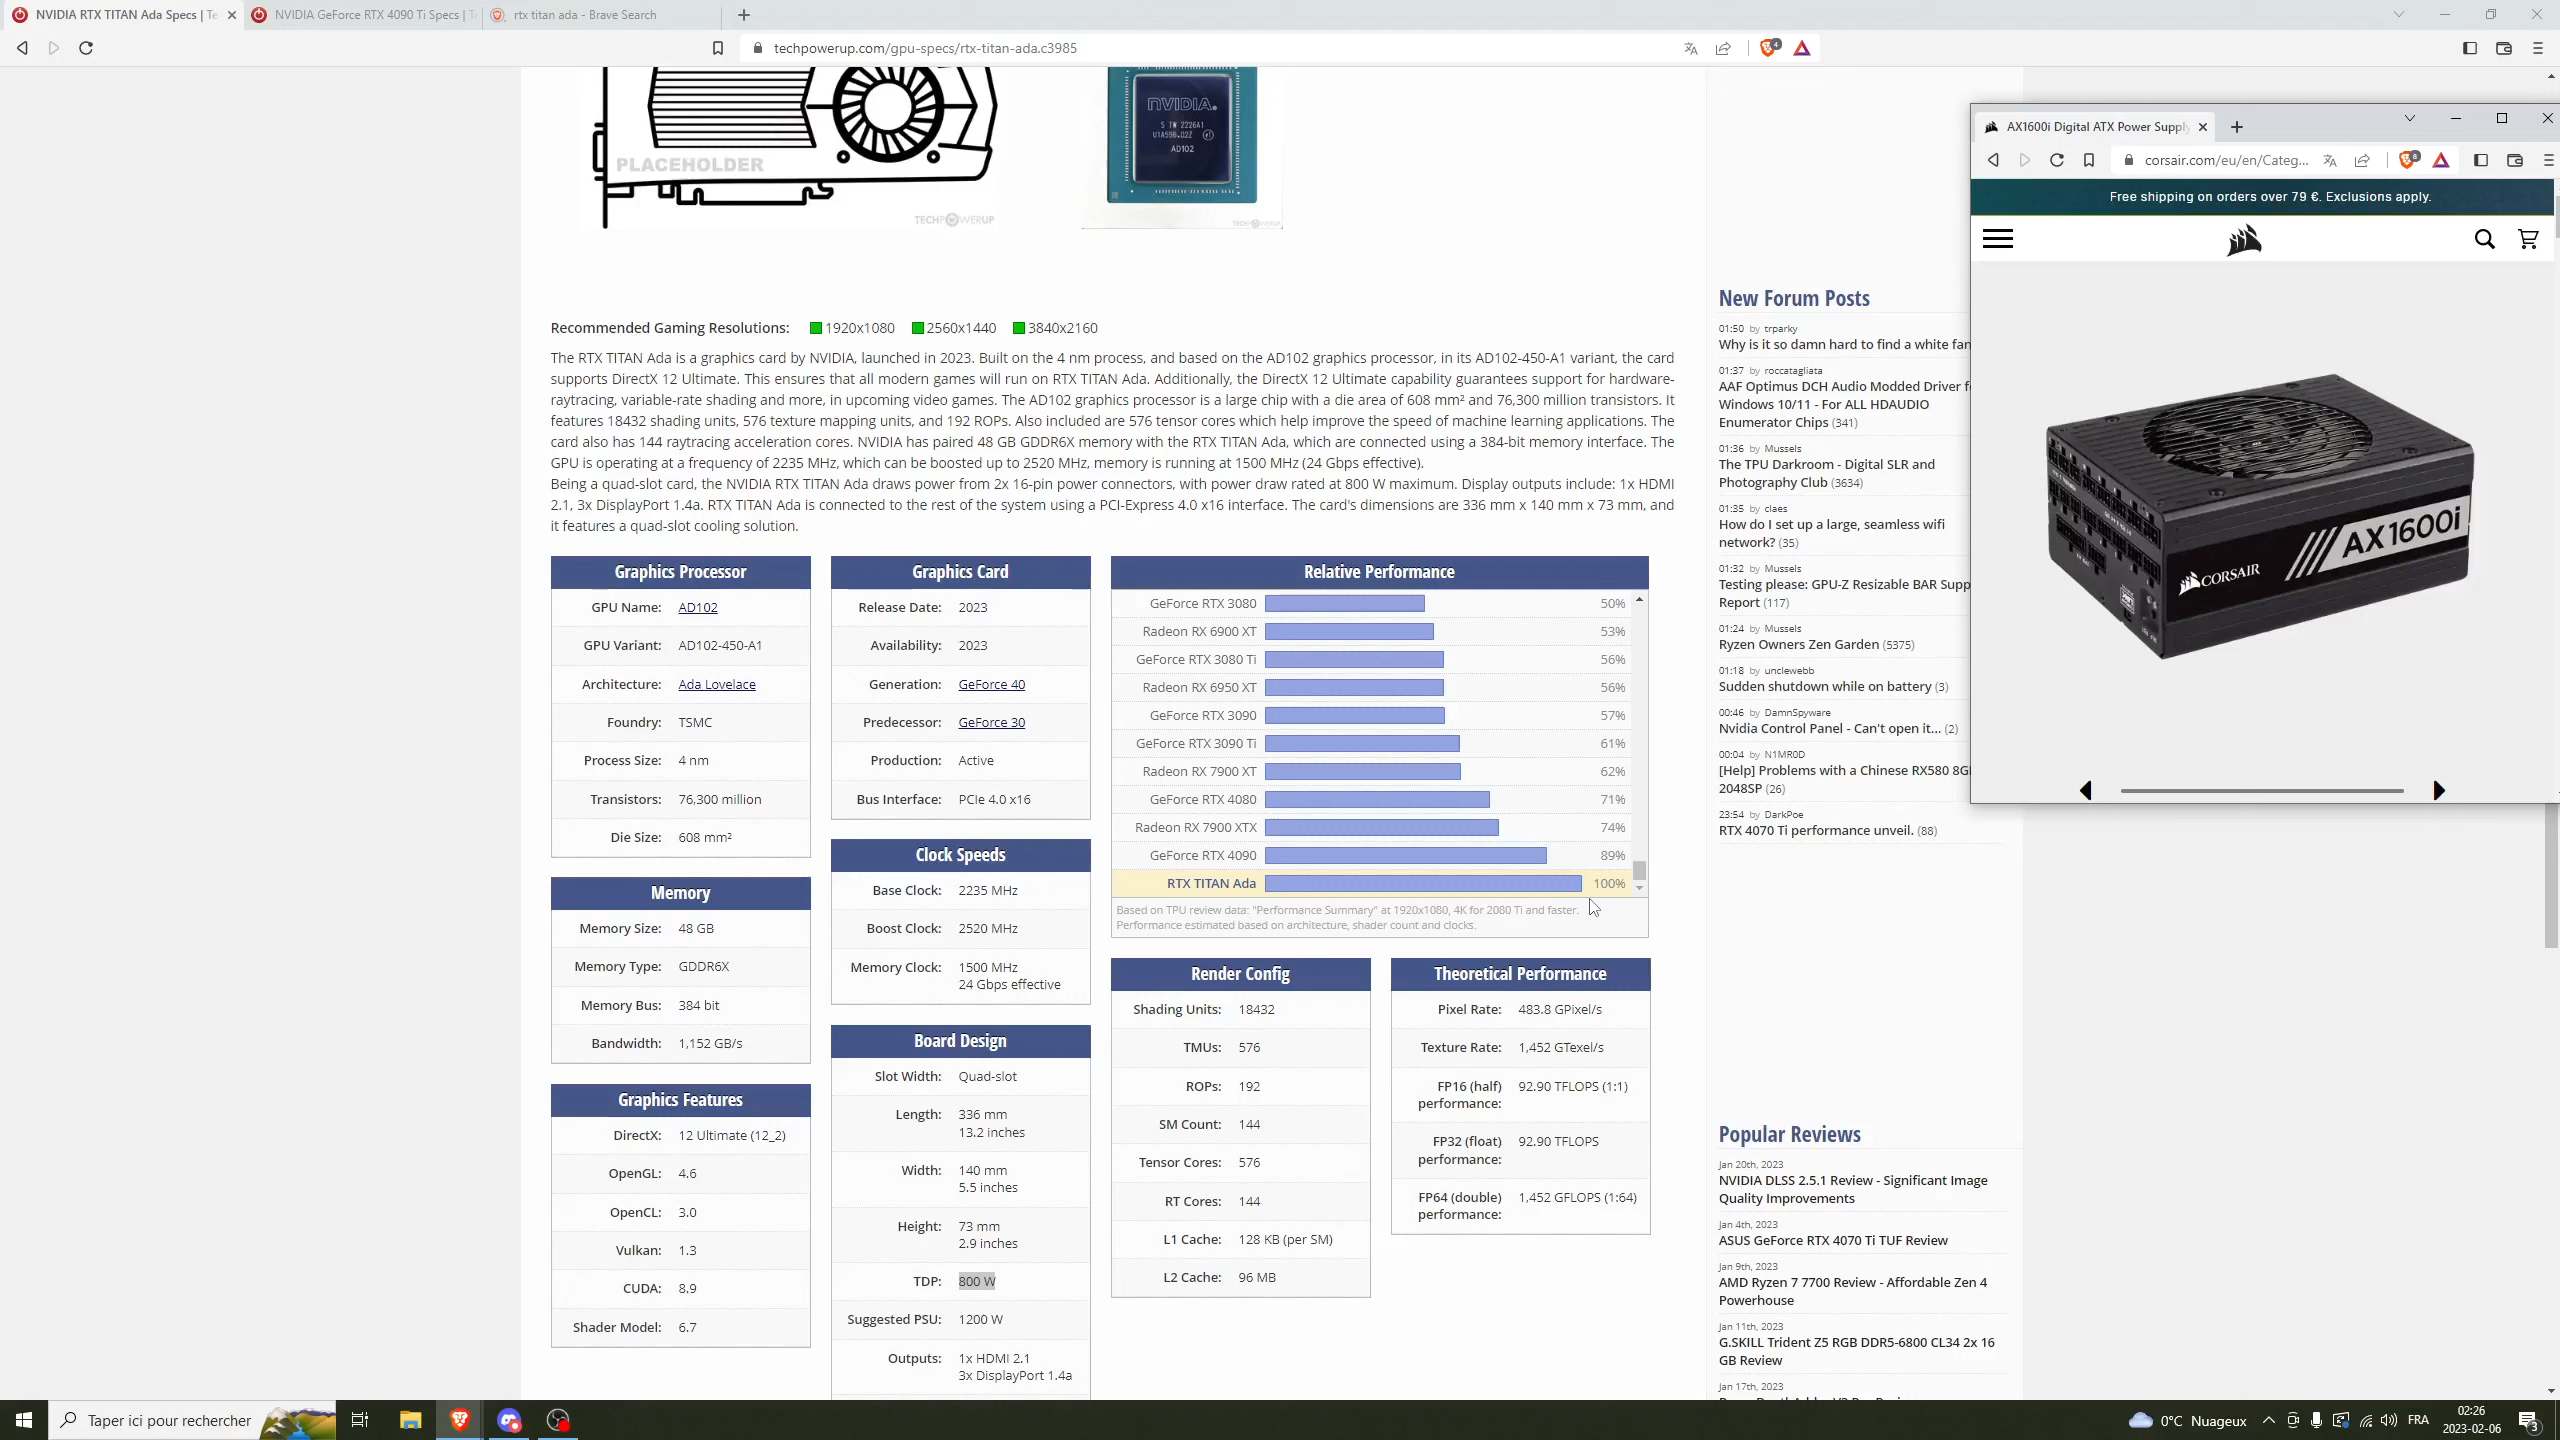 NVIDIA RTX TITAN Ada Specs | Te
NVIDIA GeForce RTX 4090 Ti Specs | T
rtx titan ada - Brave Search
techpowerup.com/gpu-specs/rtx-titan-ada.c3985
4
PLACEHOLDER
TECHPOWERUP
NVIDIA.
S TW 2226A1
U1A596.02Z
AD102
TECHPOWERUP
Recommended Gaming Resolutions: 1920x1080 2560x1440 3840x2160
The RTX TITAN Ada is a graphics card by NVIDIA, launched in 2023. Built on the 4 nm process, and based on the AD102 graphics processor, in its AD102-450-A1 variant, the card
supports DirectX 12 Ultimate. This ensures that all modern games will run on RTX TITAN Ada. Additionally, the DirectX 12 Ultimate capability guarantees support for hardware-
raytracing, variable-rate shading and more, in upcoming video games. The AD102 graphics processor is a large chip with a die area of 608 mm² and 76,300 million transistors. It
features 18432 shading units, 576 texture mapping units, and 192 ROPs. Also included are 576 tensor cores which help improve the speed of machine learning applications. The
card also has 144 raytracing acceleration cores. NVIDIA has paired 48 GB GDDR6X memory with the RTX TITAN Ada, which are connected using a 384-bit memory interface. The
GPU is operating at a frequency of 2235 MHz, which can be boosted up to 2520 MHz, memory is running at 1500 MHz (24 Gbps effective).
Being a quad-slot card, the NVIDIA RTX TITAN Ada draws power from 2x 16-pin power connectors, with power draw rated at 800 W maximum. Display outputs include: 1x HDMI
2.1, 3x DisplayPort 1.4a. RTX TITAN Ada is connected to the rest of the system using a PCI-Express 4.0 x16 interface. The card's dimensions are 336 mm x 140 mm x 73 mm, and
it features a quad-slot cooling solution.
Graphics Processor
GPU Name: AD102
GPU Variant: AD102-450-A1
Architecture: Ada Lovelace
Foundry: TSMC
Process Size: 4 nm
Transistors: 76,300 million
Die Size: 608 mm²
Memory
Memory Size: 48 GB
Memory Type: GDDR6X
Memory Bus: 384 bit
Bandwidth: 1,152 GB/s
Graphics Features
DirectX: 12 Ultimate (12_2)
OpenGL: 4.6
OpenCL: 3.0
Vulkan: 1.3
CUDA: 8.9
Shader Model: 6.7
Graphics Card
Release Date: 2023
Availability: 2023
Generation: GeForce 40
Predecessor: GeForce 30
Production: Active
Bus Interface: PCIe 4.0 x16
Clock Speeds
Base Clock: 2235 MHz
Boost Clock: 2520 MHz
Memory Clock: 1500 MHz
24 Gbps effective
Board Design
Slot Width: Quad-slot
Length: 336 mm
13.2 inches
Width: 140 mm
5.5 inches
Height: 73 mm
2.9 inches
TDP: 800 W
Suggested PSU: 1200 W
Outputs: 1x HDMI 2.1
3x DisplayPort 1.4a
Relative Performance
GeForce RTX 3080 50%
Radeon RX 6900 XT 53%
GeForce RTX 3080 Ti 56%
Radeon RX 6950 XT 56%
GeForce RTX 3090 57%
GeForce RTX 3090 Ti 61%
Radeon RX 7900 XT 62%
GeForce RTX 4080 71%
Radeon RX 7900 XTX 74%
GeForce RTX 4090 89%
RTX TITAN Ada 100%
Based on TPU review data: "Performance Summary" at 1920x1080, 4K for 2080 Ti and faster.
Performance estimated based on architecture, shader count and clocks.
Render Config
Shading Units: 18432
TMUs: 576
ROPs: 192
SM Count: 144
Tensor Cores: 576
RT Cores: 144
L1 Cache: 128 KB (per SM)
L2 Cache: 96 MB
Theoretical Performance
Pixel Rate: 483.8 GPixel/s
Texture Rate: 1,452 GTexel/s
FP16 (half) 92.90 TFLOPS (1:1)
performance:
FP32 (float) 92.90 TFLOPS
performance:
FP64 (double) 1,452 GFLOPS (1:64)
performance:
New Forum Posts
01:50 by trparky
Why is it so damn hard to find a white fan
01:37 by roccatagliata
AAF Optimus DCH Audio Modded Driver f
Windows 10/11 - For ALL HDAUDIO
Enumerator Chips (341)
01:36 by Mussels
The TPU Darkroom - Digital SLR and
Photography Club (3634)
01:35 by claes
How do I set up a large, seamless wifi
network? (35)
01:32 by Mussels
Testing please: GPU-Z Resizable BAR Supp
Report (117)
01:24 by Mussels
Ryzen Owners Zen Garden (5375)
01:18 by unclewebb
Sudden shutdown while on battery (3)
00:46 by DamnSpyware
Nvidia Control Panel - Can't open it... (2)
00:04 by N1MR0D
[Help] Problems with a Chinese RX580 8G
2048SP (26)
23:54 by DarkPoe
RTX 4070 Ti performance unveil. (88)
Popular Reviews
Jan 20th, 2023
NVIDIA DLSS 2.5.1 Review - Significant Image
Quality Improvements
Jan 4th, 2023
ASUS GeForce RTX 4070 Ti TUF Review
Jan 9th, 2023
AMD Ryzen 7 7700 Review - Affordable Zen 4
Powerhouse
Jan 11th, 2023
G.SKILL Trident Z5 RGB DDR5-6800 CL34 2x 16
GB Review
Jan 17th, 2023
AX1600i Digital ATX Power Supply
corsair.com/eu/en/Categ...
8
Free shipping on orders over 79 €. Exclusions apply.
CORSAIR
AX1600i
Taper ici pour rechercher
0°C Nuageux
FRA
02:26
2023-02-06
3